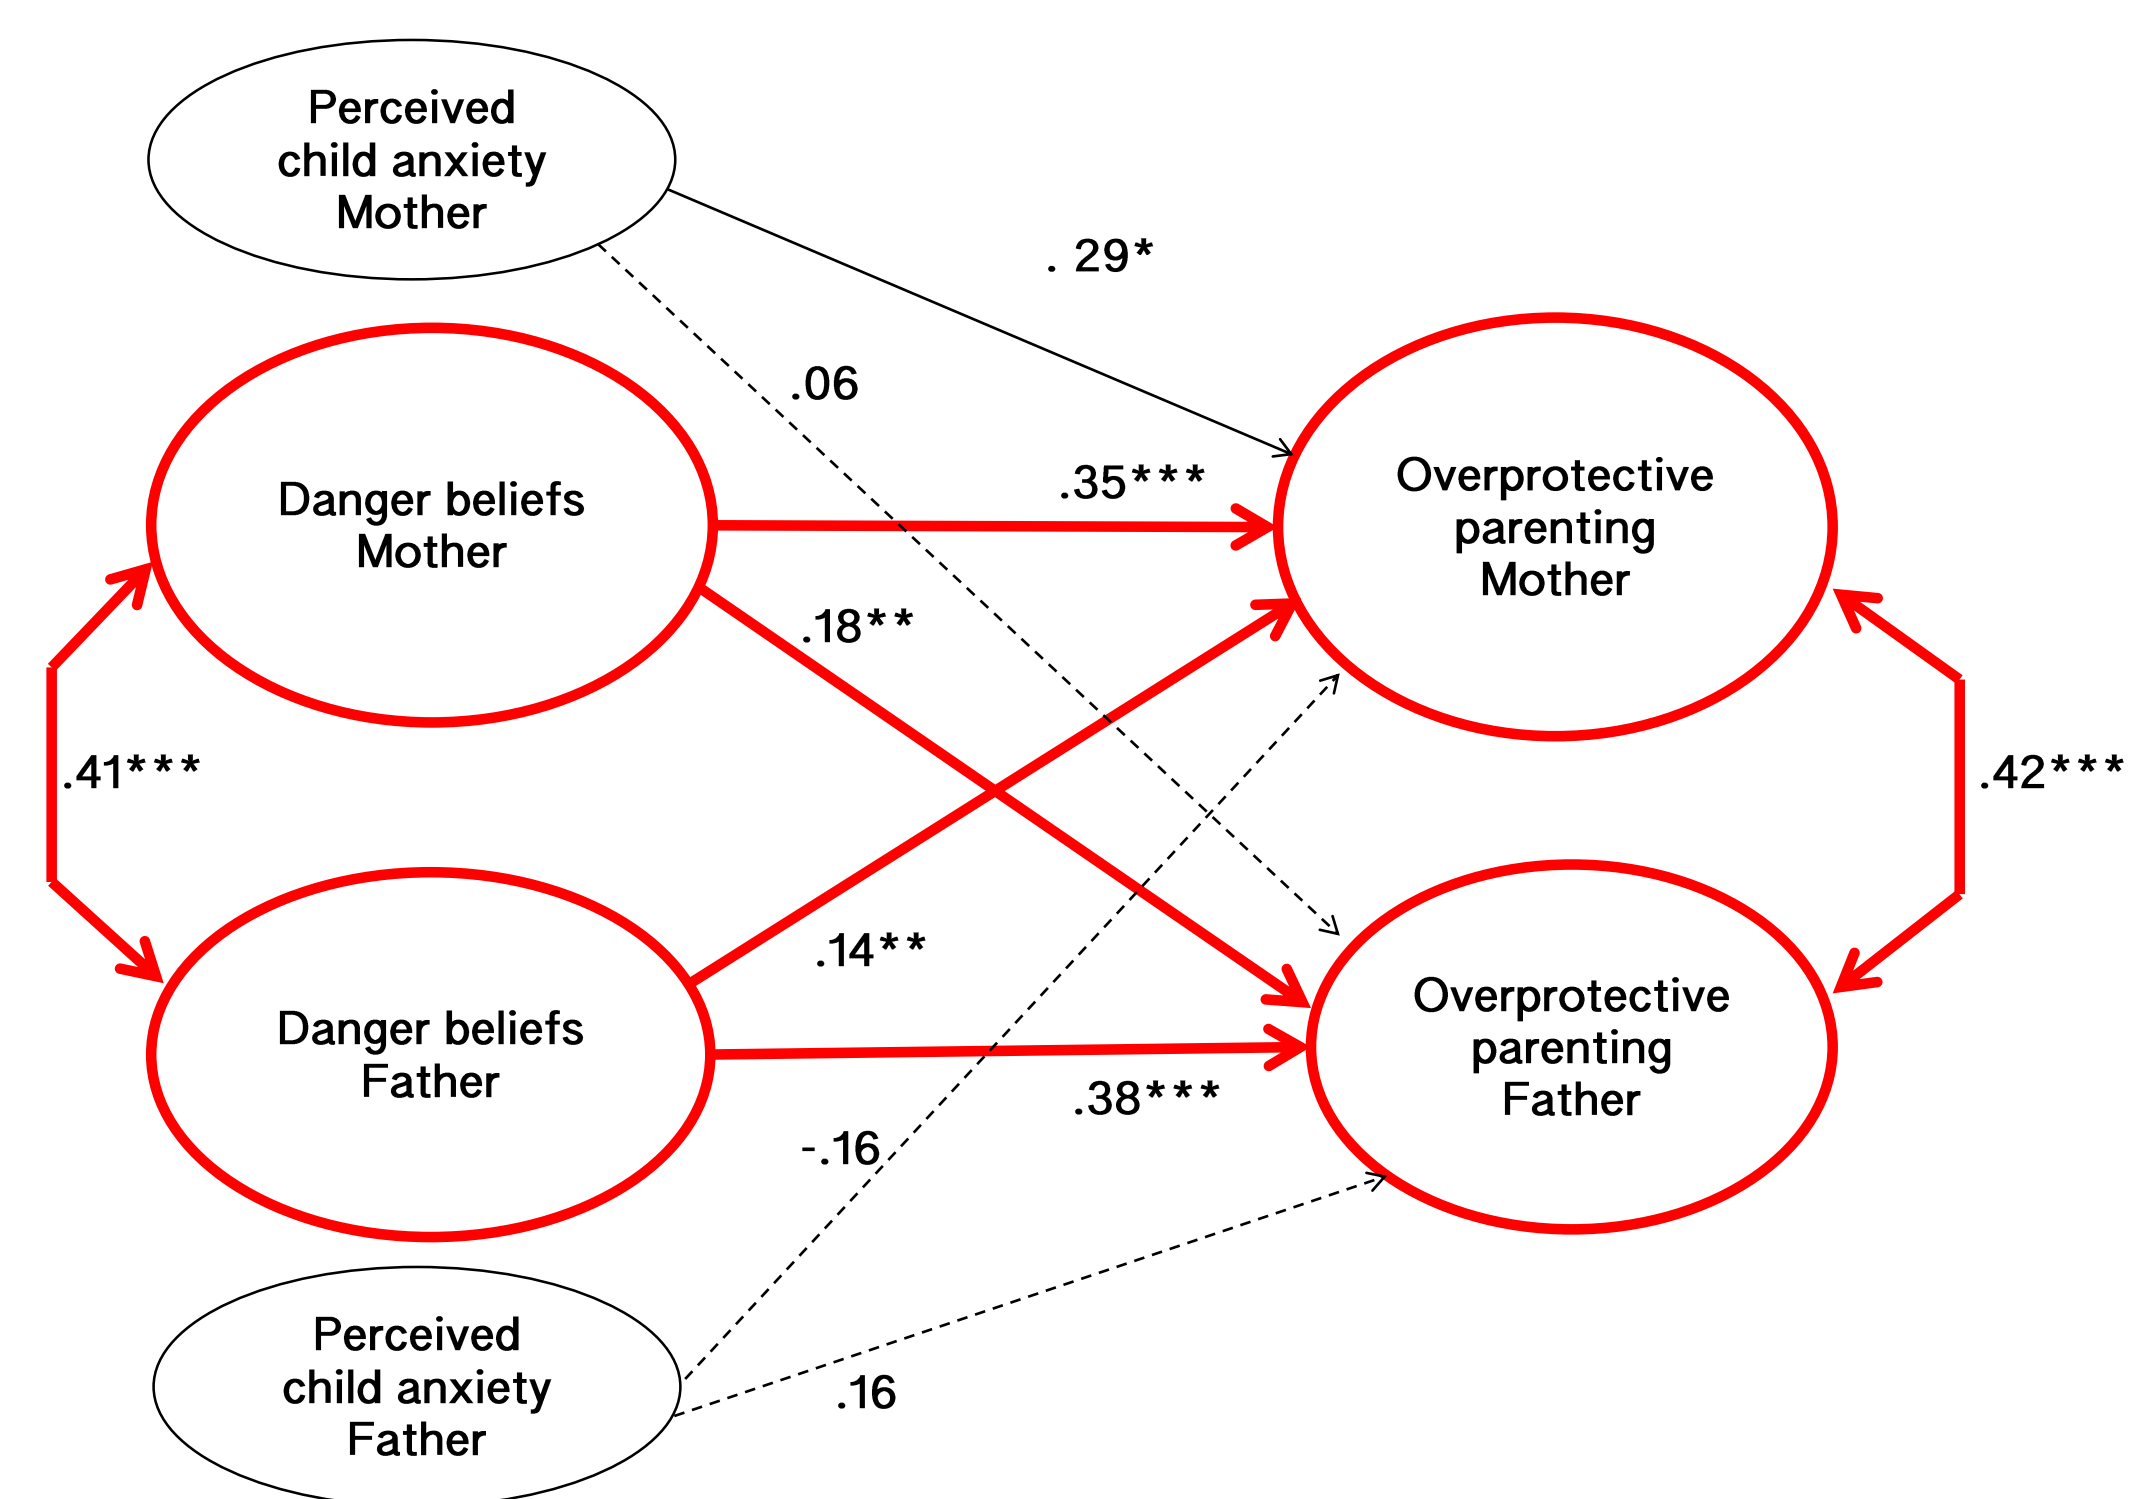 Perceived
child anxiety
Mother
. 29*
.06
Danger beliefs
Mother
.35***
Overprotective
parenting
Mother
.18**
.41***
.42***
.14**
Danger beliefs
Father
.38***
Overprotective
parenting
Father
-.16
Perceived
child anxiety
Father
.16